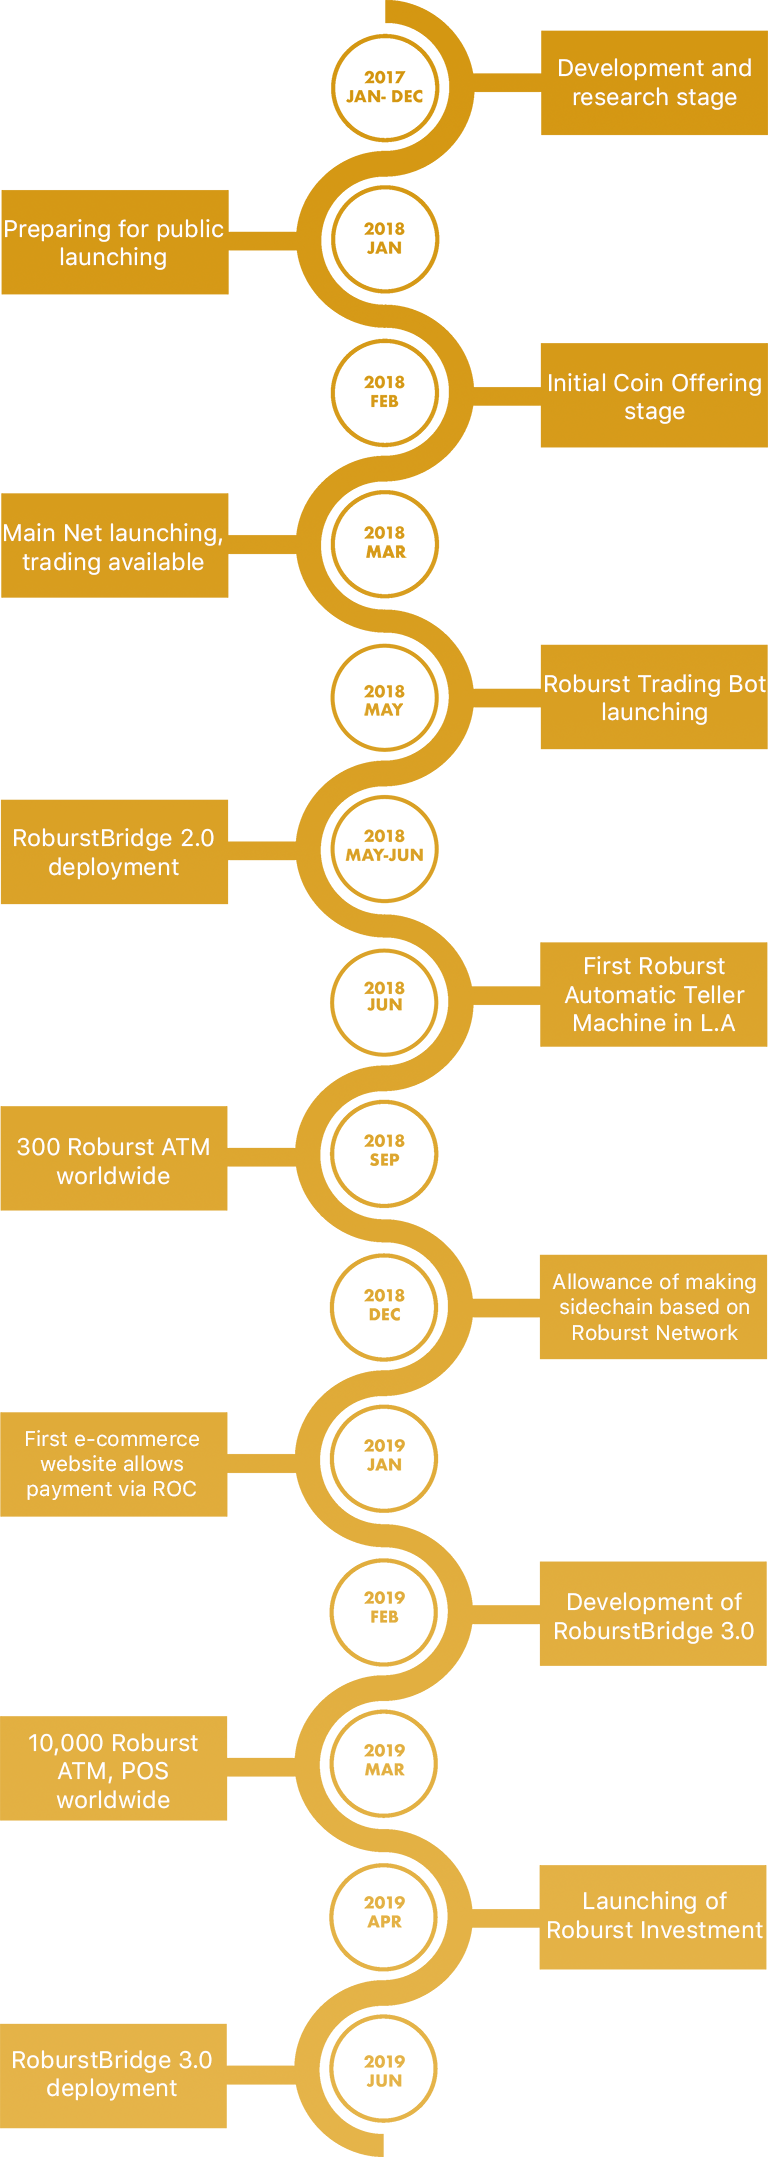 2017
JAN- DEC
Development and
research stage
2018
JAN
Preparing for public
launching
2018
FEB
Initial Coin Offering
stage
2018
MAR
Main Net launching,
trading available
2018
MAY
Roburst Trading Bot
launching
2018
MAY-JUN
RoburstBridge 2.0
deployment
2018
JUN
First Roburst
Automatic Teller
Machine in L.A
2018
SEP
300 Roburst ATM
worldwide
2018
DEC
Allowance of making
sidechain based on
Roburst Network
2019
JAN
First e-commerce
website allows
payment via ROC
2019
FEB
Development of
RoburstBridge 3.0
2019
MAR
10,000 Roburst
ATM, POS
worldwide
2019
APR
Launching of
Roburst Investment
2019
JUN
RoburstBridge 3.0
deployment